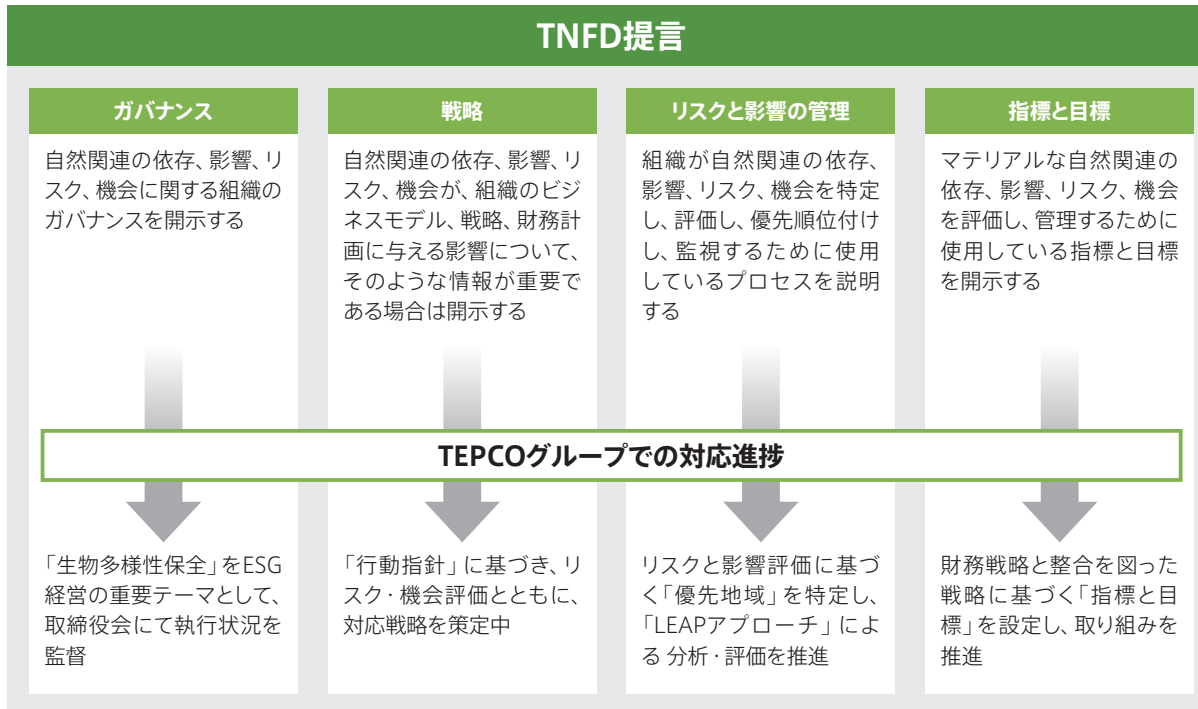 TNFD提言
ガバナンス
自然関連の依存、影響、リ
スク、機会に関する組織の
ガバナンスを開示する
戦略
自然関連の依存、影響、リ
スク、機会が、組織のビジ
ネスモデル、戦略、財務計
画に与える影響について、
そのような情報が重要で
ある場合は開示する
リスクと影響の管理
組織が自然関連の依存、
影響、リスク、機会を特定
し、評価し、優先順位付け
し、監視するために使用
しているプロセスを説明
する
指標と目標
マテリアルな自然関連の
依存、影響、リスク、機会
を評価し、管理するために
使用している指標と目標
を開示する
TEPCOグループでの対応進捗
「生物多様性保全」をESG
経営の重要テーマとして、
取締役会にて執行状況を
監督
「行動指針」に基づき、リ
スク・機会評価とともに、
対応戦略を策定中
リスクと影響評価に基づ
く「優先地域」を特定し、
「LEAPアプローチ」によ
る 分析・評価を推進
財務戦略と整合を図った
戦略に基づく「指標と目
標」を設定し、取り組みを
推進